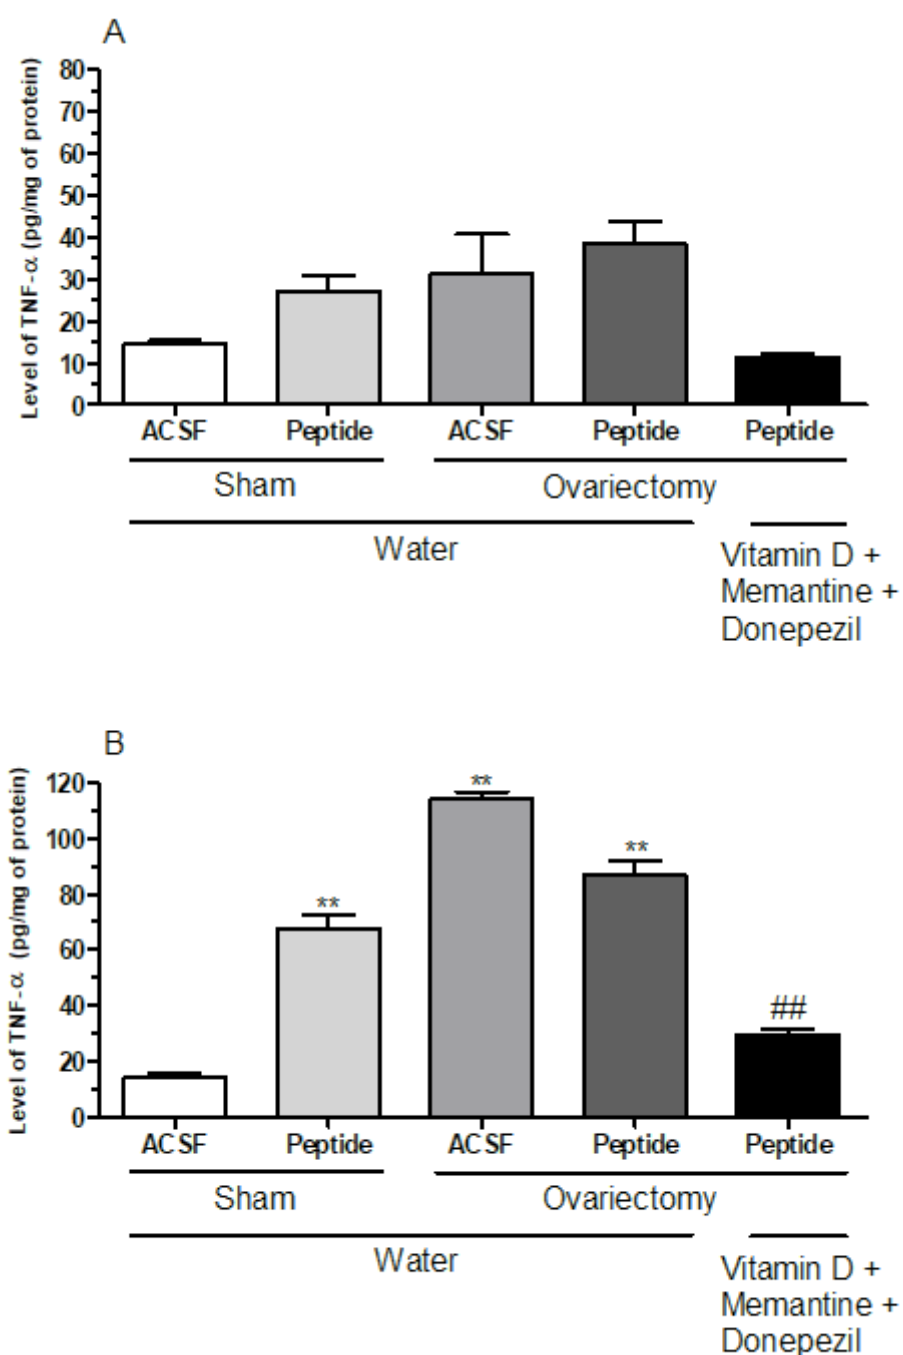 A
Level of TNF-α (pg/mg of protein)
80
70
60
50
40
30
20
10
0
ACSF Peptide ACSF Peptide Peptide
Sham Ovariectomy
Water
Vitamin D +
Memantine +
Donepezil
B
Level of TNF-α (pg/mg of protein)
120
100
80
60
40
20
0
**
**
**
##
ACSF Peptide ACSF Peptide Peptide
Sham Ovariectomy
Water
Vitamin D +
Memantine +
Donepezil